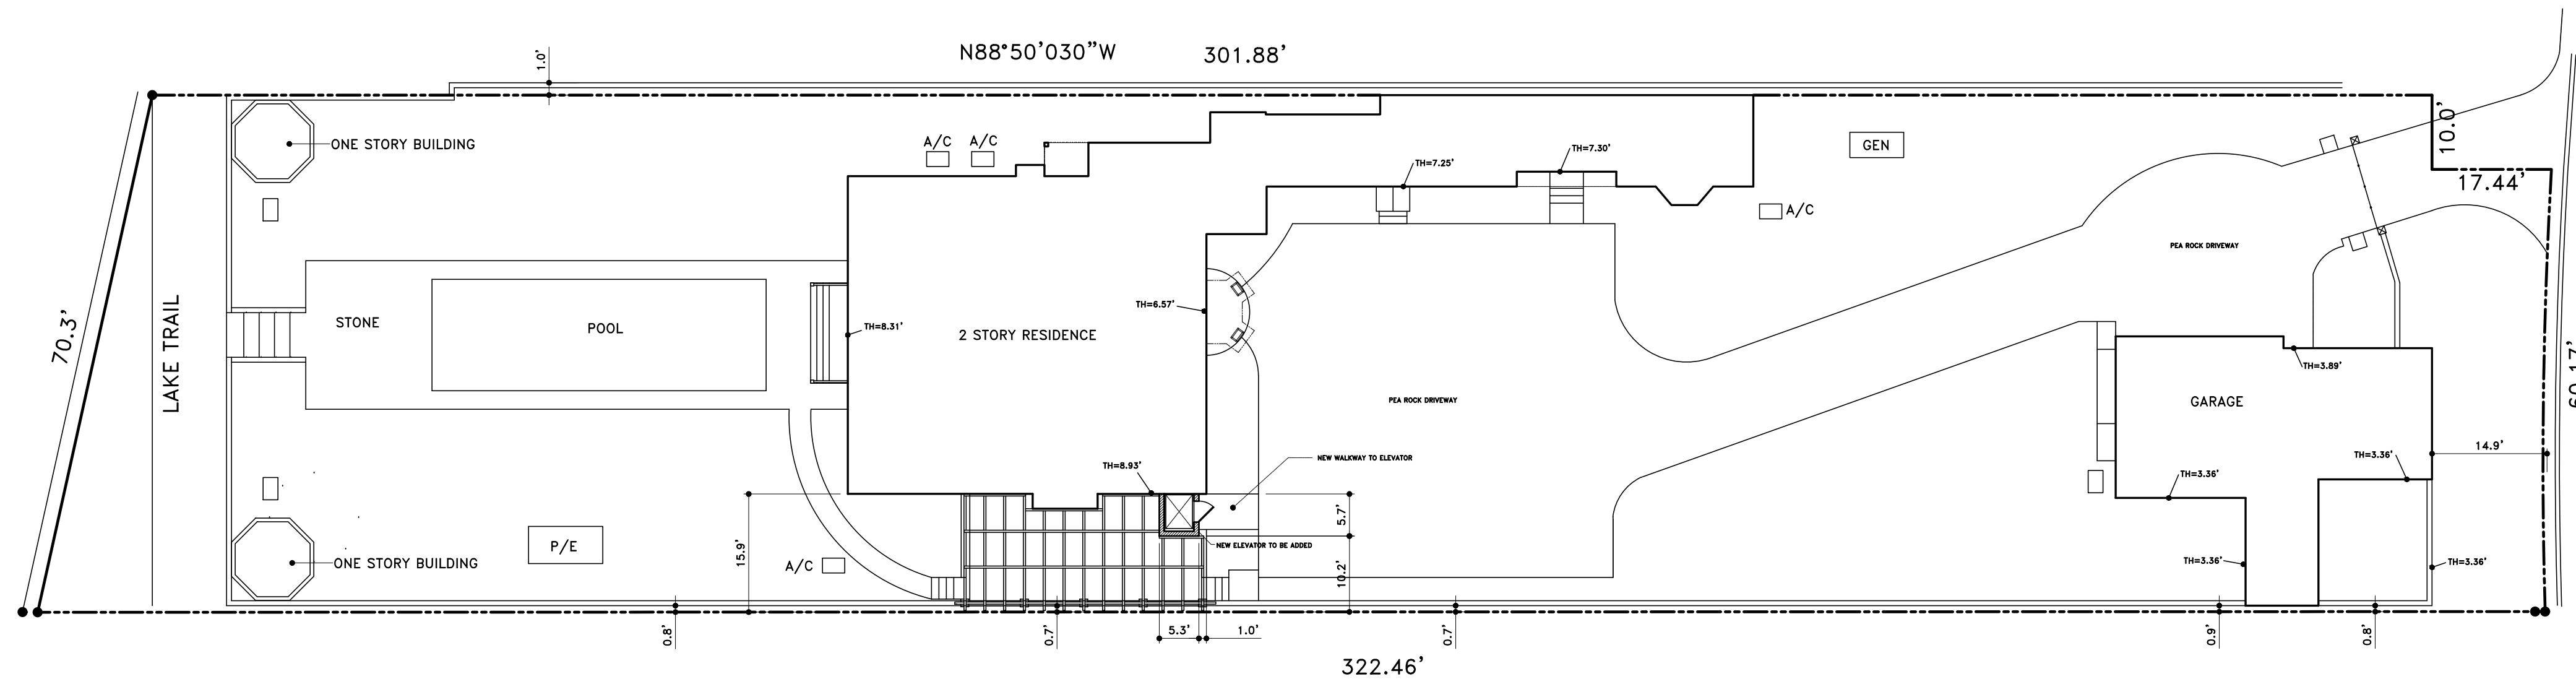 N88°50'030"W 301.88'
1.0'
10.0'
17.44'
ONE STORY BUILDING
A/C
A/C
TH=7.25'
TH=7.30'
GEN
A/C
PEA ROCK DRIVEWAY
70.3'
LAKE TRAIL
STONE
POOL
TH=8.31'
2 STORY RESIDENCE
TH=6.57'
PEA ROCK DRIVEWAY
TH=3.89'
GARAGE
60.17'
14.9'
NEW WALKWAY TO ELEVATOR
TH=8.93'
TH=3.36'
TH=3.36'
5.7'
15.9'
P/E
NEW ELEVATOR TO BE ADDED
ONE STORY BUILDING
A/C
10.2'
TH=3.36'
TH=3.36'
0.8'
0.7'
5.3'
1.0'
0.7'
0.9'
0.8'
322.46'